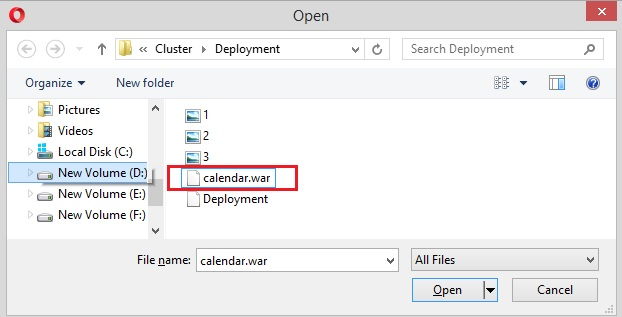 Open
« Cluster Deployment
Search Deployment
Organize New folder
Pictures
Videos
Local Disk (C:)
New Volume (D:)
New Volume (E:)
New Volume (F:)
1
2
3
calendar.war
Deployment
File name: calendar.war
All Files
Open
Cancel